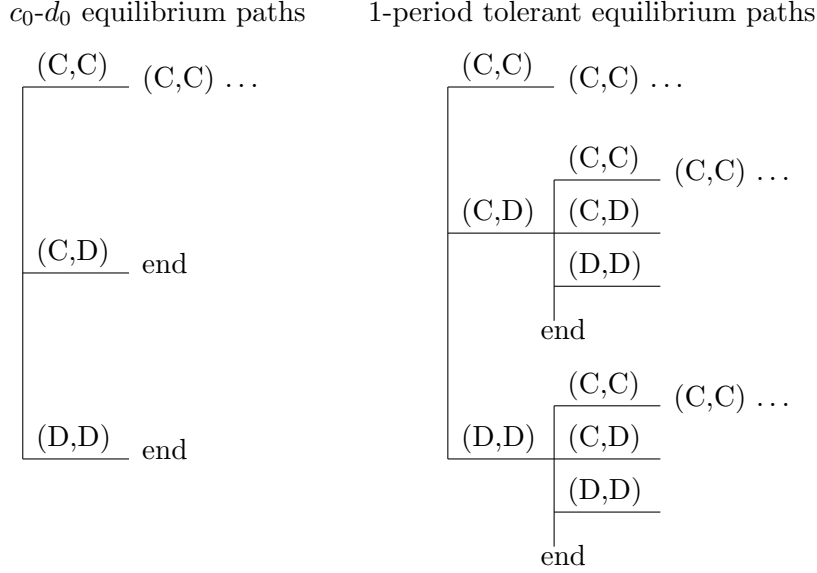 c₀-d₀ equilibrium paths
(C,C)
(C,C) …
(C,D)
end
(D,D)
end
1-period tolerant equilibrium paths
(C,C)
(C,C) …
(C,C)
(C,C) …
(C,D)
(C,D)
(D,D)
end
(C,C)
(C,C) …
(D,D)
(C,D)
(D,D)
end